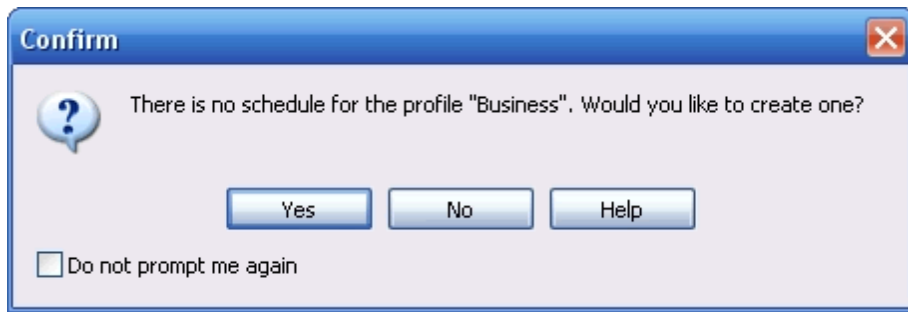 Confirm
There is no schedule for the profile "Business". Would you like to create one?
Yes No Help
Do not prompt me again